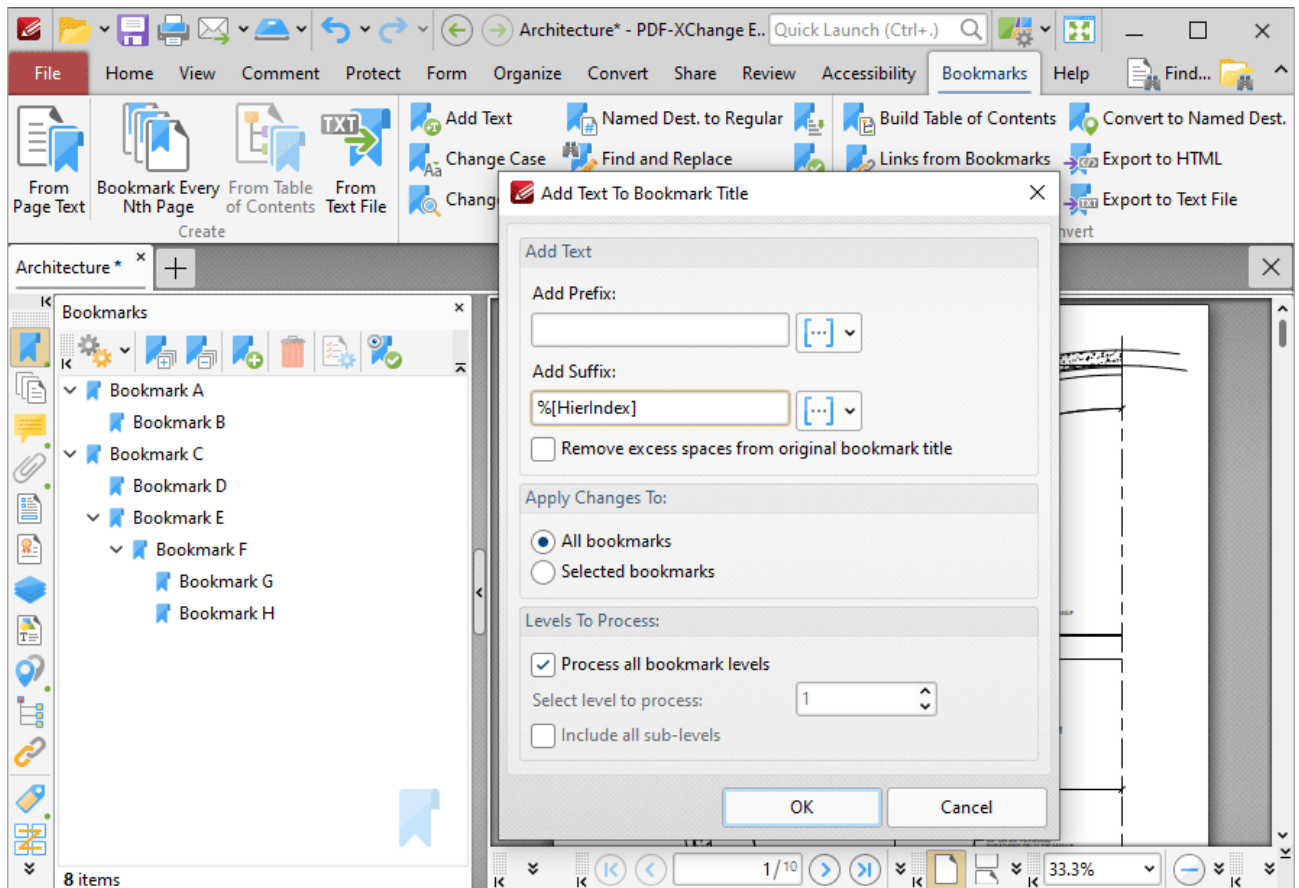 Architecture* - PDF-XChange E..
Quick Launch (Ctrl+.)
File
Home
View
Comment
Protect
Form
Organize
Convert
Share
Review
Accessibility
Bookmarks
Help
Find...
From
Page Text
Bookmark Every
Nth Page
From Table
of Contents
TXT
From
Text File
Create
Add Text
Change Case
Chang
Named Dest. to Regular
Find and Replace
Build Table of Contents
Links from Bookmarks
Convert to Named Dest.
Export to HTML
Export to Text File
nvert
Architecture *
Bookmarks
Bookmark A
Bookmark B
Bookmark C
Bookmark D
Bookmark E
Bookmark F
Bookmark G
Bookmark H
8 items
Add Text To Bookmark Title
Add Text
Add Prefix:
Add Suffix:
%[HierIndex]
Remove excess spaces from original bookmark title
Apply Changes To:
All bookmarks
Selected bookmarks
Levels To Process:
Process all bookmark levels
Select level to process:
1
Include all sub-levels
OK
Cancel
1/10
33.3%